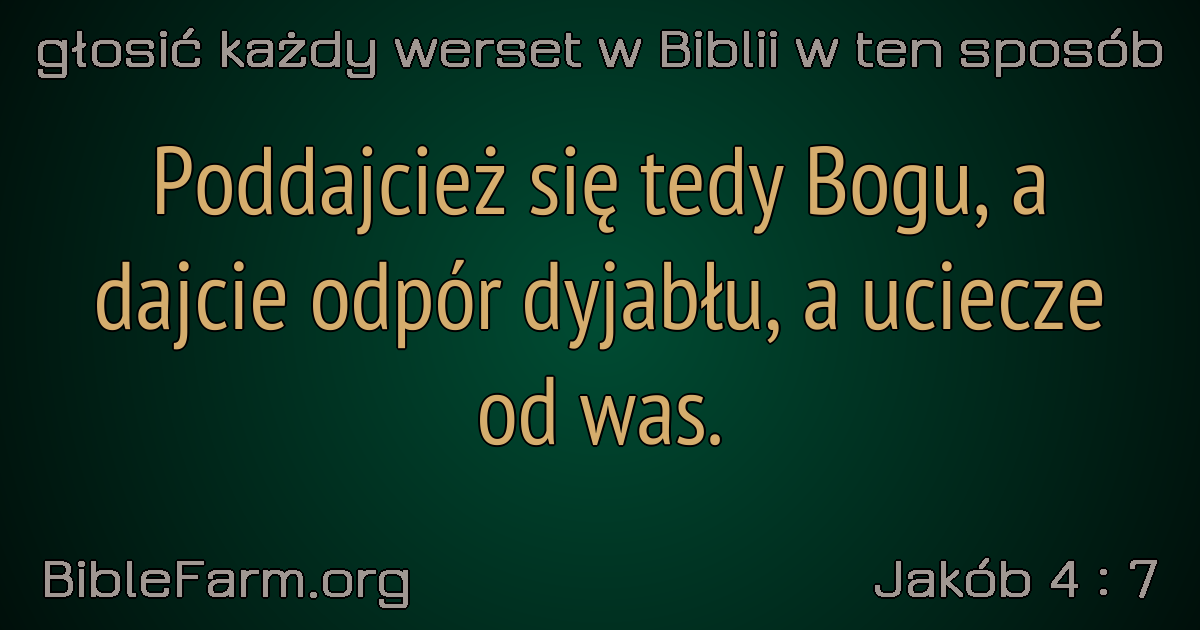 głosić każdy werset w Biblii w ten sposób
Poddajcież się tedy Bogu, a
dajcie odpór dyjabłu, a uciecze
od was.
BibleFarm.org
Jakób 4 : 7